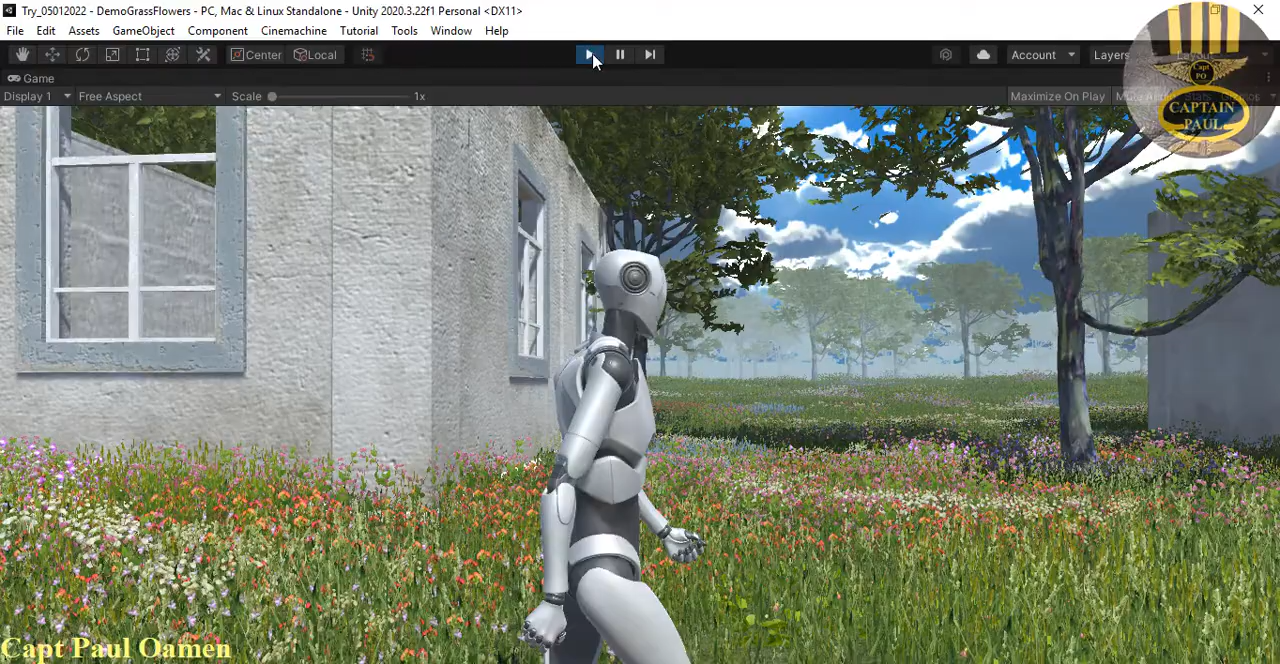 Try_05012022 - DemoGrassFlowers - PC, Mac & Linux Standalone - Unity 2020.3.22f1 Personal <DX11>
File Edit Assets GameObject Component Cinemachine Tutorial Tools Window Help
Center Local Account Layers
Game
Display 1 Free Aspect Scale 1x Maximize On Play
Capt
PO
CAPTAIN
PAUL
Capt Paul Oamen